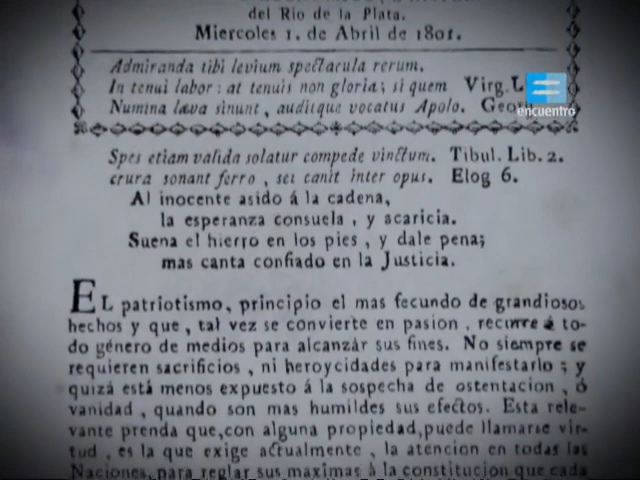 del Rio de la Plata.
Miercoles 1. de Abril de 1801.
Admiranda tibi levium spectacula rerum.
In tenui labor: at tenuis non gloria; si quem Virg. L
Numina læva sinunt, auditque vocatus Apolo. Geor
encuentro
Spes etiam valida solatur compede vinctum. Tibul. Lib. 2.
crura sonant ferro, sei canit inter opus. Elog 6.
Al inocente asido á la cadena,
la esperanza consuela, y acaricia.
Suena el hierro en los pies, y dale pena;
mas canta confiado en la Justicia.
EL patriotismo, principio el mas fecundo de grandiosos
hechos y que, tal vez se convierte en pasion, recurre á to-
do género de medios para alcanzár sus fines. No siempre se
requieren sacrificios, ni heroycidades para manifestarlo; y
quizá está menos expuesto á la sospecha de ostentacion, ó
vanidad, quando son mas humildes sus efectos. Esta rele-
vante prenda que, con alguna propiedad, puede llamarse vir-
tud, es la que exige actualmente, la atencion en todas las
Naciones, para reglar sus maximas á la constitucion que cada